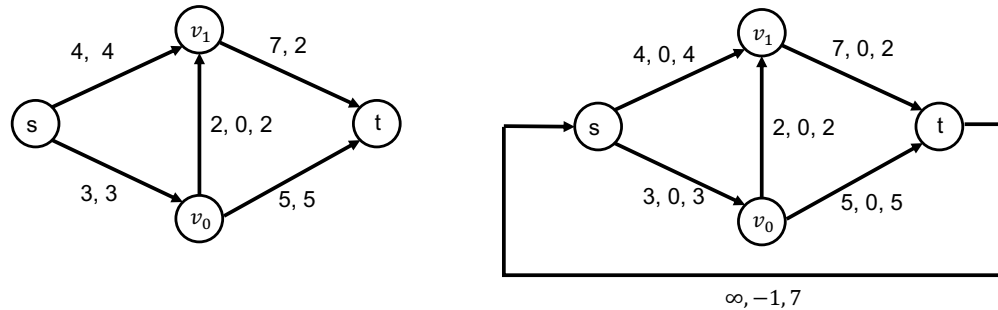 v₁
4, 4
7, 2
s
2, 0, 2
t
3, 3
5, 5
v₀
v₁
4, 0, 4
7, 0, 2
s
2, 0, 2
t
3, 0, 3
5, 0, 5
v₀
∞, −1, 7